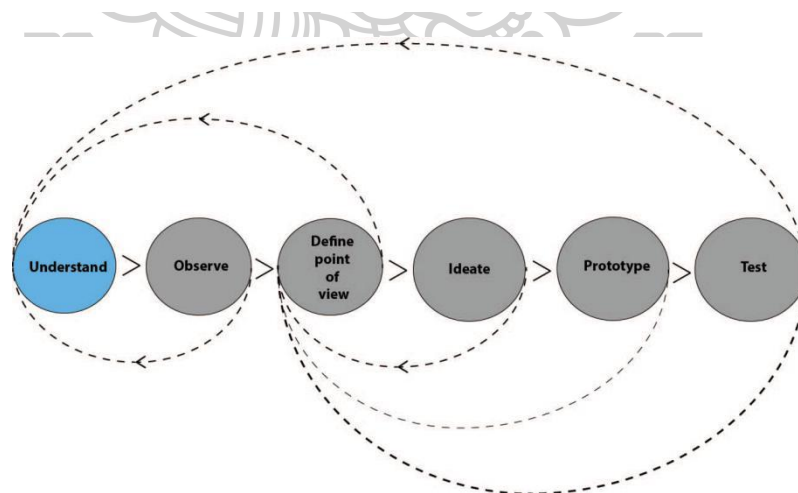 Understand
Observe
Define
point
of
view
Ideate
Prototype
Test